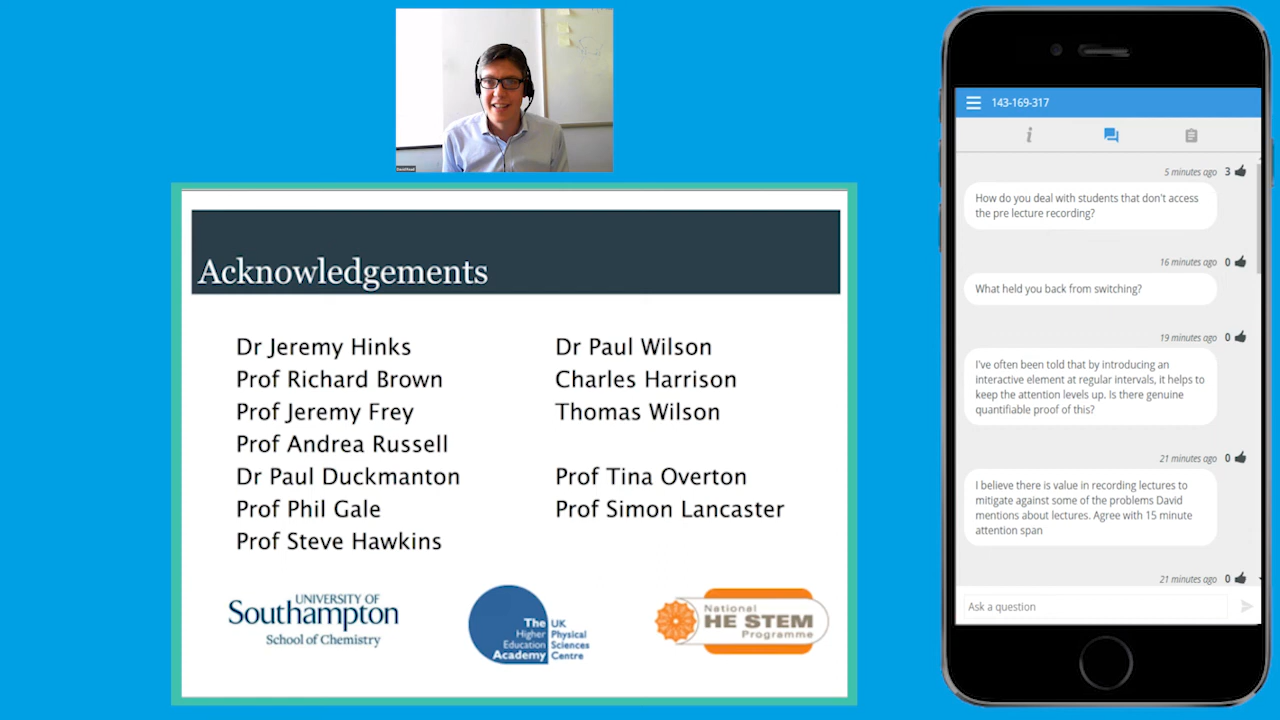 Acknowledgements
Dr Jeremy Hinks
Prof Richard Brown
Prof Jeremy Frey
Prof Andrea Russell
Dr Paul Duckmanton
Prof Phil Gale
Prof Steve Hawkins
Dr Paul Wilson
Charles Harrison
Thomas Wilson
Prof Tina Overton
Prof Simon Lancaster
UNIVERSITY OF
Southampton
School of Chemistry
The UK
Higher Physical
Education Sciences
Academy Centre
National
HE STEM
Programme
143-169-317
5 minutes ago 3
How do you deal with students that don't access
the pre lecture recording?
16 minutes ago 0
What held you back from switching?
19 minutes ago 0
I've often been told that by introducing an
interactive element at regular intervals, it helps to
keep the attention levels up. Is there genuine
quantifiable proof of this?
21 minutes ago 0
I believe there is value in recording lectures to
mitigate against some of the problems David
mentions about lectures. Agree with 15 minute
attention span
21 minutes ago 0
Ask a question